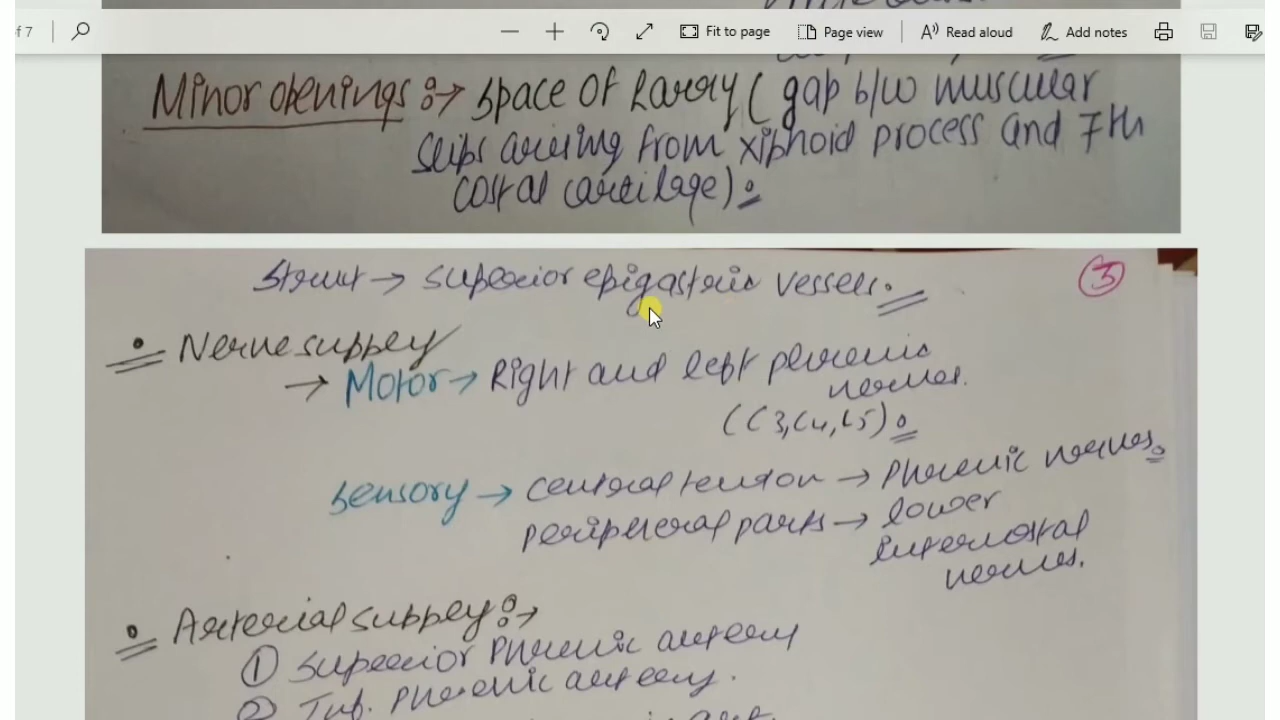 of 7
Fit to page
Page view
Read aloud
Add notes
Minor openings :→ space of Larry (gap b/w muscular
slips arising from xiphoid process and 7th
costal cartilage).
3
→ superior epigastric vessels.
• Nerve supply
→ Motor → Right and left phrenic
nerves.
(C3, C4, C5).
sensory → central tendon → phrenic nerves.
peripheral parts → lower
intercostal
nerves.
• Arterial supply :→
① superior phrenic artery
② Inf. phrenic artery.